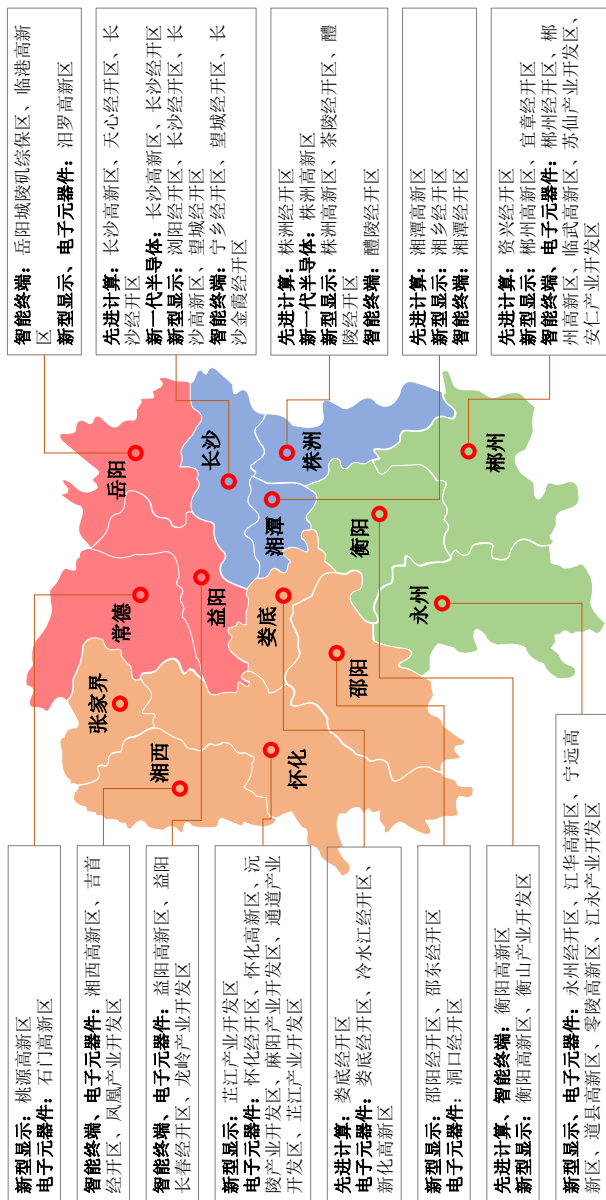 新型显示：桃源高新区
电子元器件：石门高新区
智能终端、电子元器件：湘西高新区、吉首
经开区、凤凰产业开发区
智能终端、电子元器件：益阳高新区、益阳
长春经开区、龙岭产业开发区
新型显示：芷江产业开发区
电子元器件：怀化经开区、怀化高新区、沅
陵产业开发区、麻阳产业开发区、通道产业
开发区、芷江产业开发区
先进计算：娄底经开区
电子元器件：娄底经开区、冷水江经开区、
新化高新区
新型显示：邵阳经开区、邵东经开区
电子元器件：洞口经开区
先进计算、智能终端：衡阳高新区
新型显示：衡阳高新区、衡山产业开发区
新型显示、电子元器件：永州经开区、江华高新区、宁远高
新区、道县高新区、零陵高新区、江永产业开发区
张家界
湘西
常德
岳阳
益阳
长沙
怀化
娄底
湘潭
株洲
邵阳
衡阳
永州
郴州
智能终端：岳阳城陵矶综保区、临港高新
区
新型显示、电子元器件：汨罗高新区
先进计算：长沙高新区、天心经开区、长
沙经开区
新一代半导体：长沙高新区、长沙经开区
新型显示：浏阳经开区、长沙经开区、长
沙高新区、望城经开区
智能终端：宁乡经开区、望城经开区、长
沙金霞经开区
先进计算：株洲经开区
新一代半导体：株洲高新区
新型显示：株洲高新区、茶陵经开区、醴
陵经开区
智能终端：醴陵经开区
先进计算：湘潭高新区
新型显示：湘乡经开区
智能终端：湘潭经开区
先进计算：资兴经开区
新型显示：郴州高新区、宜章经开区
智能终端、电子元器件：郴州经开区、郴
州高新区、临武高新区、苏仙产业开发区、
安仁产业开发区